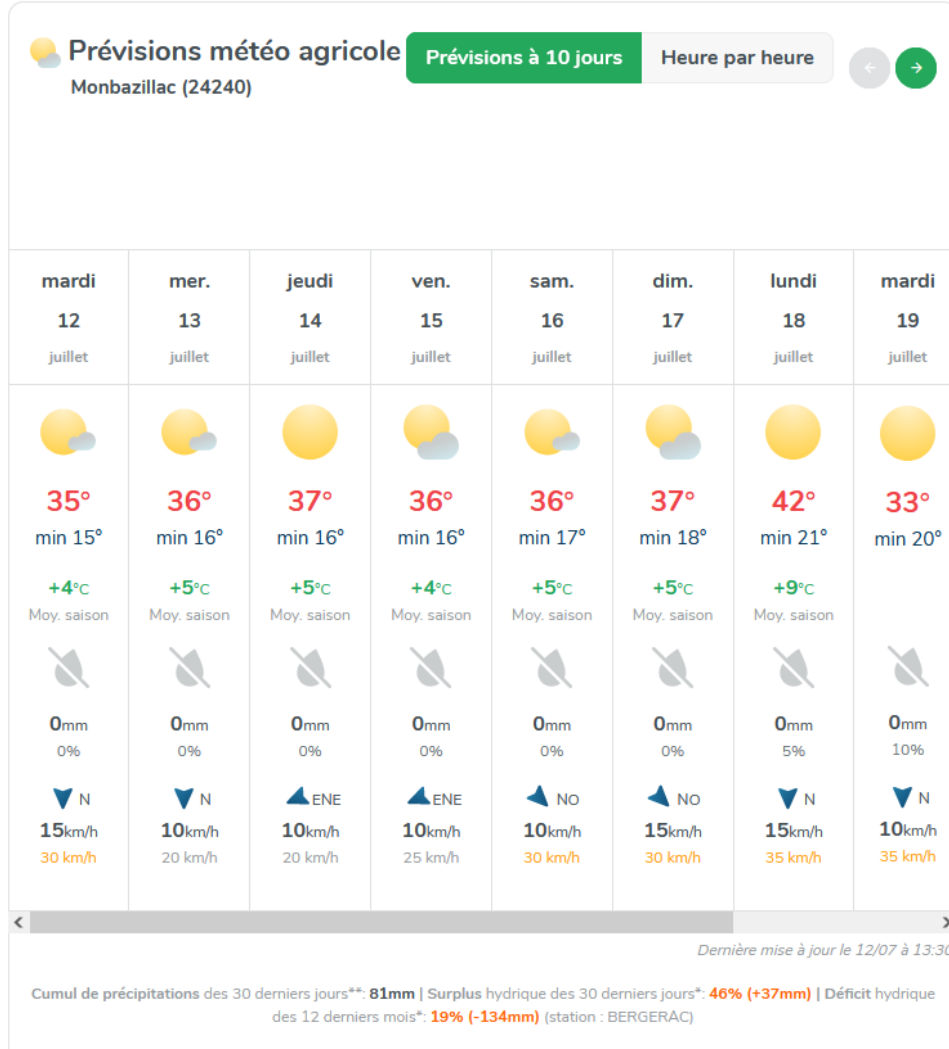 Prévisions météo agricole
Monbazillac (24240)
Prévisions à 10 jours
Heure par heure
mardi mer. jeudi ven. sam. dim. lundi mardi
12 13 14 15 16 17 18 19
juillet juillet juillet juillet juillet juillet juillet juillet
35° 36° 37° 36° 36° 37° 42° 33°
min 15° min 16° min 16° min 16° min 17° min 18° min 21° min 20°
+4°C +5°C +5°C +4°C +5°C +5°C +9°C
Moy. saison Moy. saison Moy. saison Moy. saison Moy. saison Moy. saison Moy. saison
0mm 0mm 0mm 0mm 0mm 0mm 0mm 0mm
0% 0% 0% 0% 0% 0% 5% 10%
N N ENE ENE NO NO N N
15km/h 10km/h 10km/h 10km/h 10km/h 15km/h 15km/h 10km/h
30 km/h 20 km/h 20 km/h 25 km/h 30 km/h 30 km/h 35 km/h 35 km/h
Dernière mise à jour le 12/07 à 13:30
Cumul de précipitations des 30 derniers jours**: 81mm | Surplus hydrique des 30 derniers jours*: 46% (+37mm) | Déficit hydrique
des 12 derniers mois*: 19% (-134mm) (station : BERGERAC)